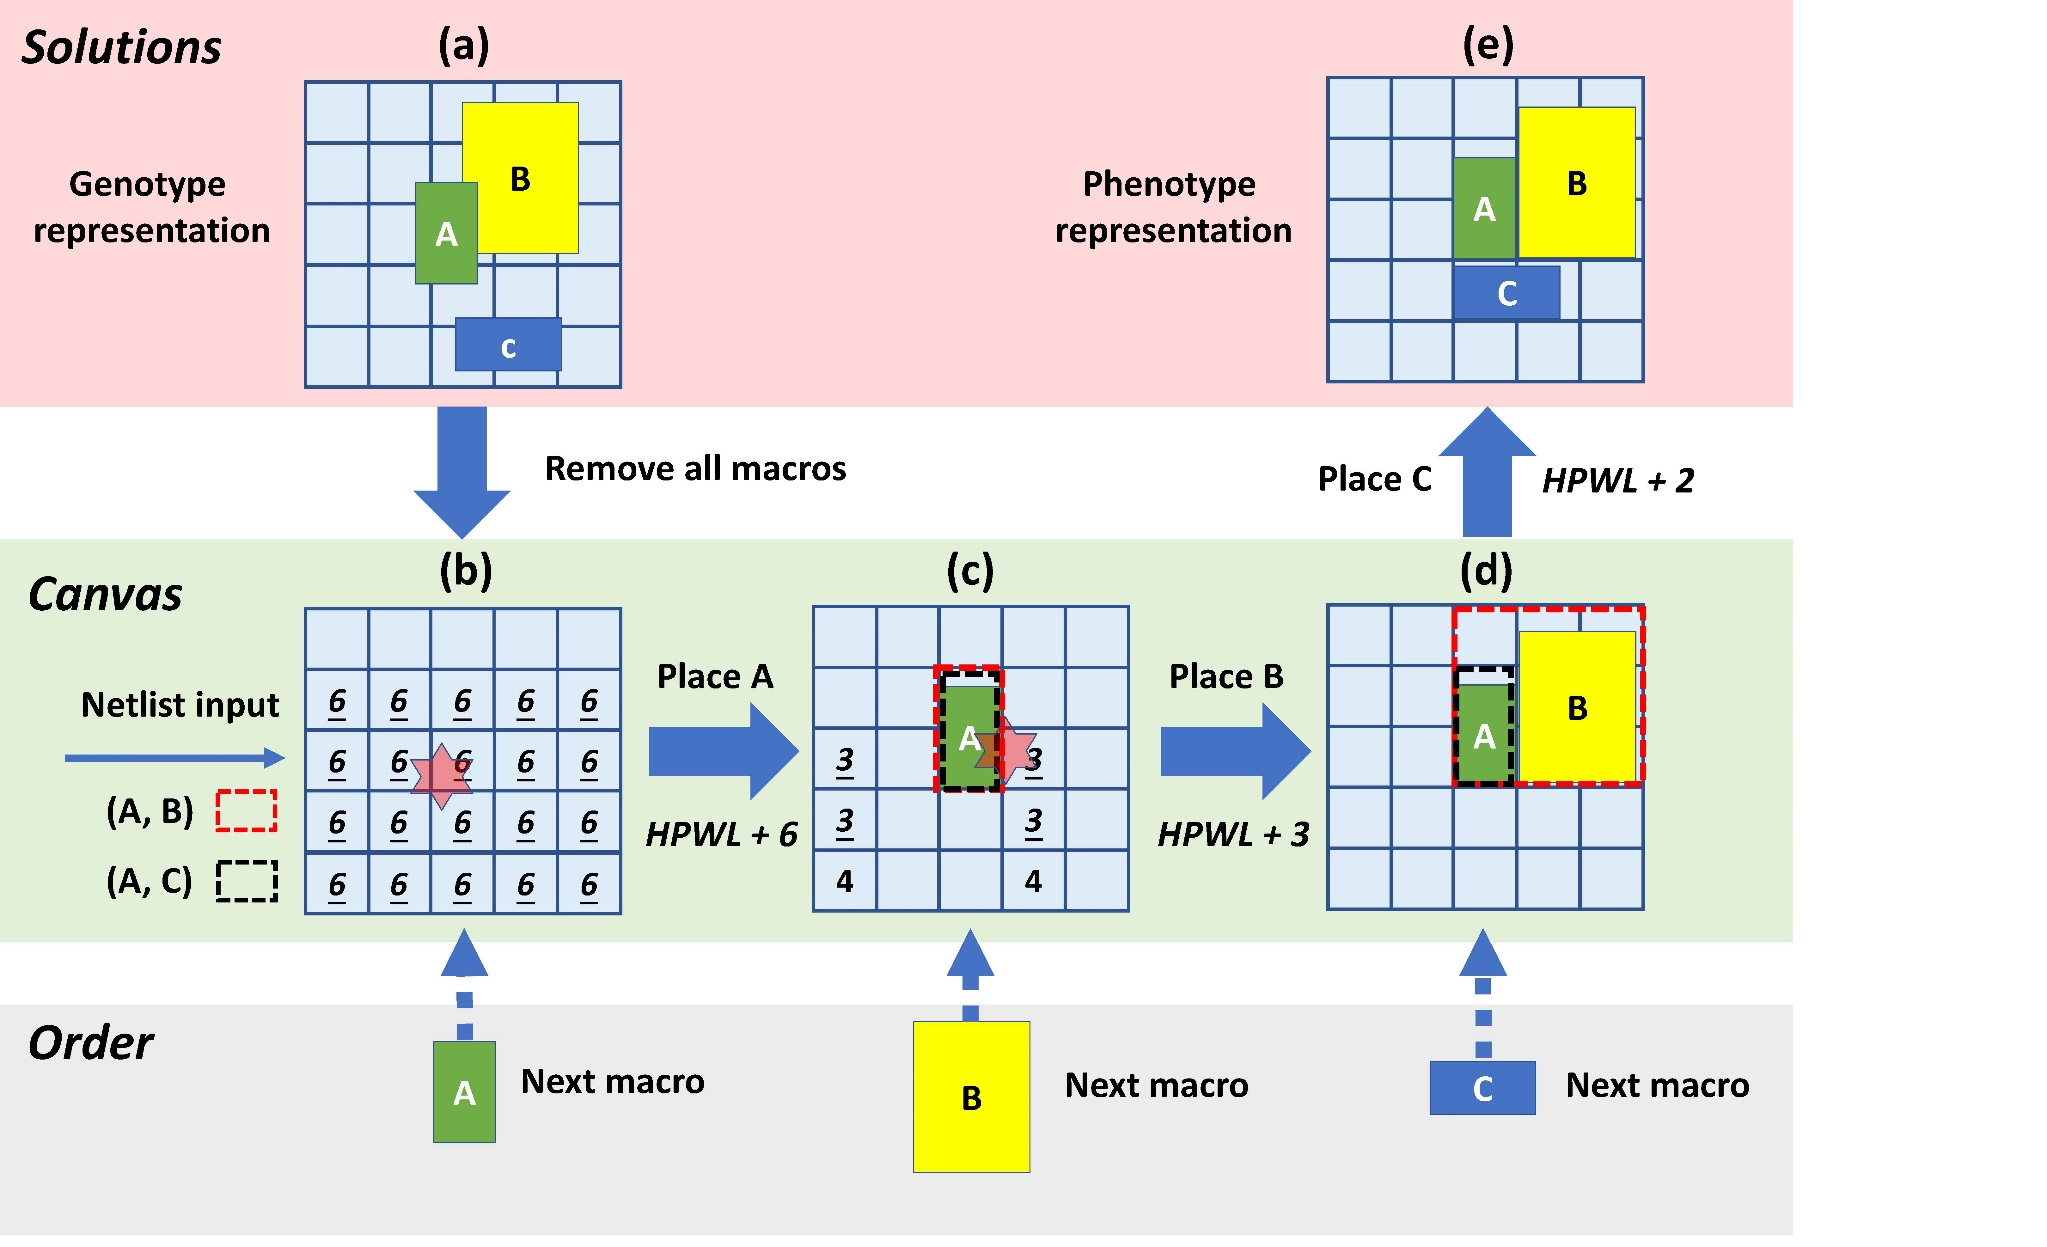 Solutions
(a)
(e)
Genotype
representation
A
B
c
Phenotype
representation
A
B
C
Remove all macros
Place C
HPWL + 2
Canvas
(b)
(c)
(d)
Netlist input
(A, B)
(A, C)
6 6 6 6 6
6 6 6 6 6
6 6 6 6 6
6 6 6 6 6
Place A
HPWL + 6
A
3 3
3 3
4 4
Place B
HPWL + 3
A
B
Order
A
Next macro
B
Next macro
C
Next macro